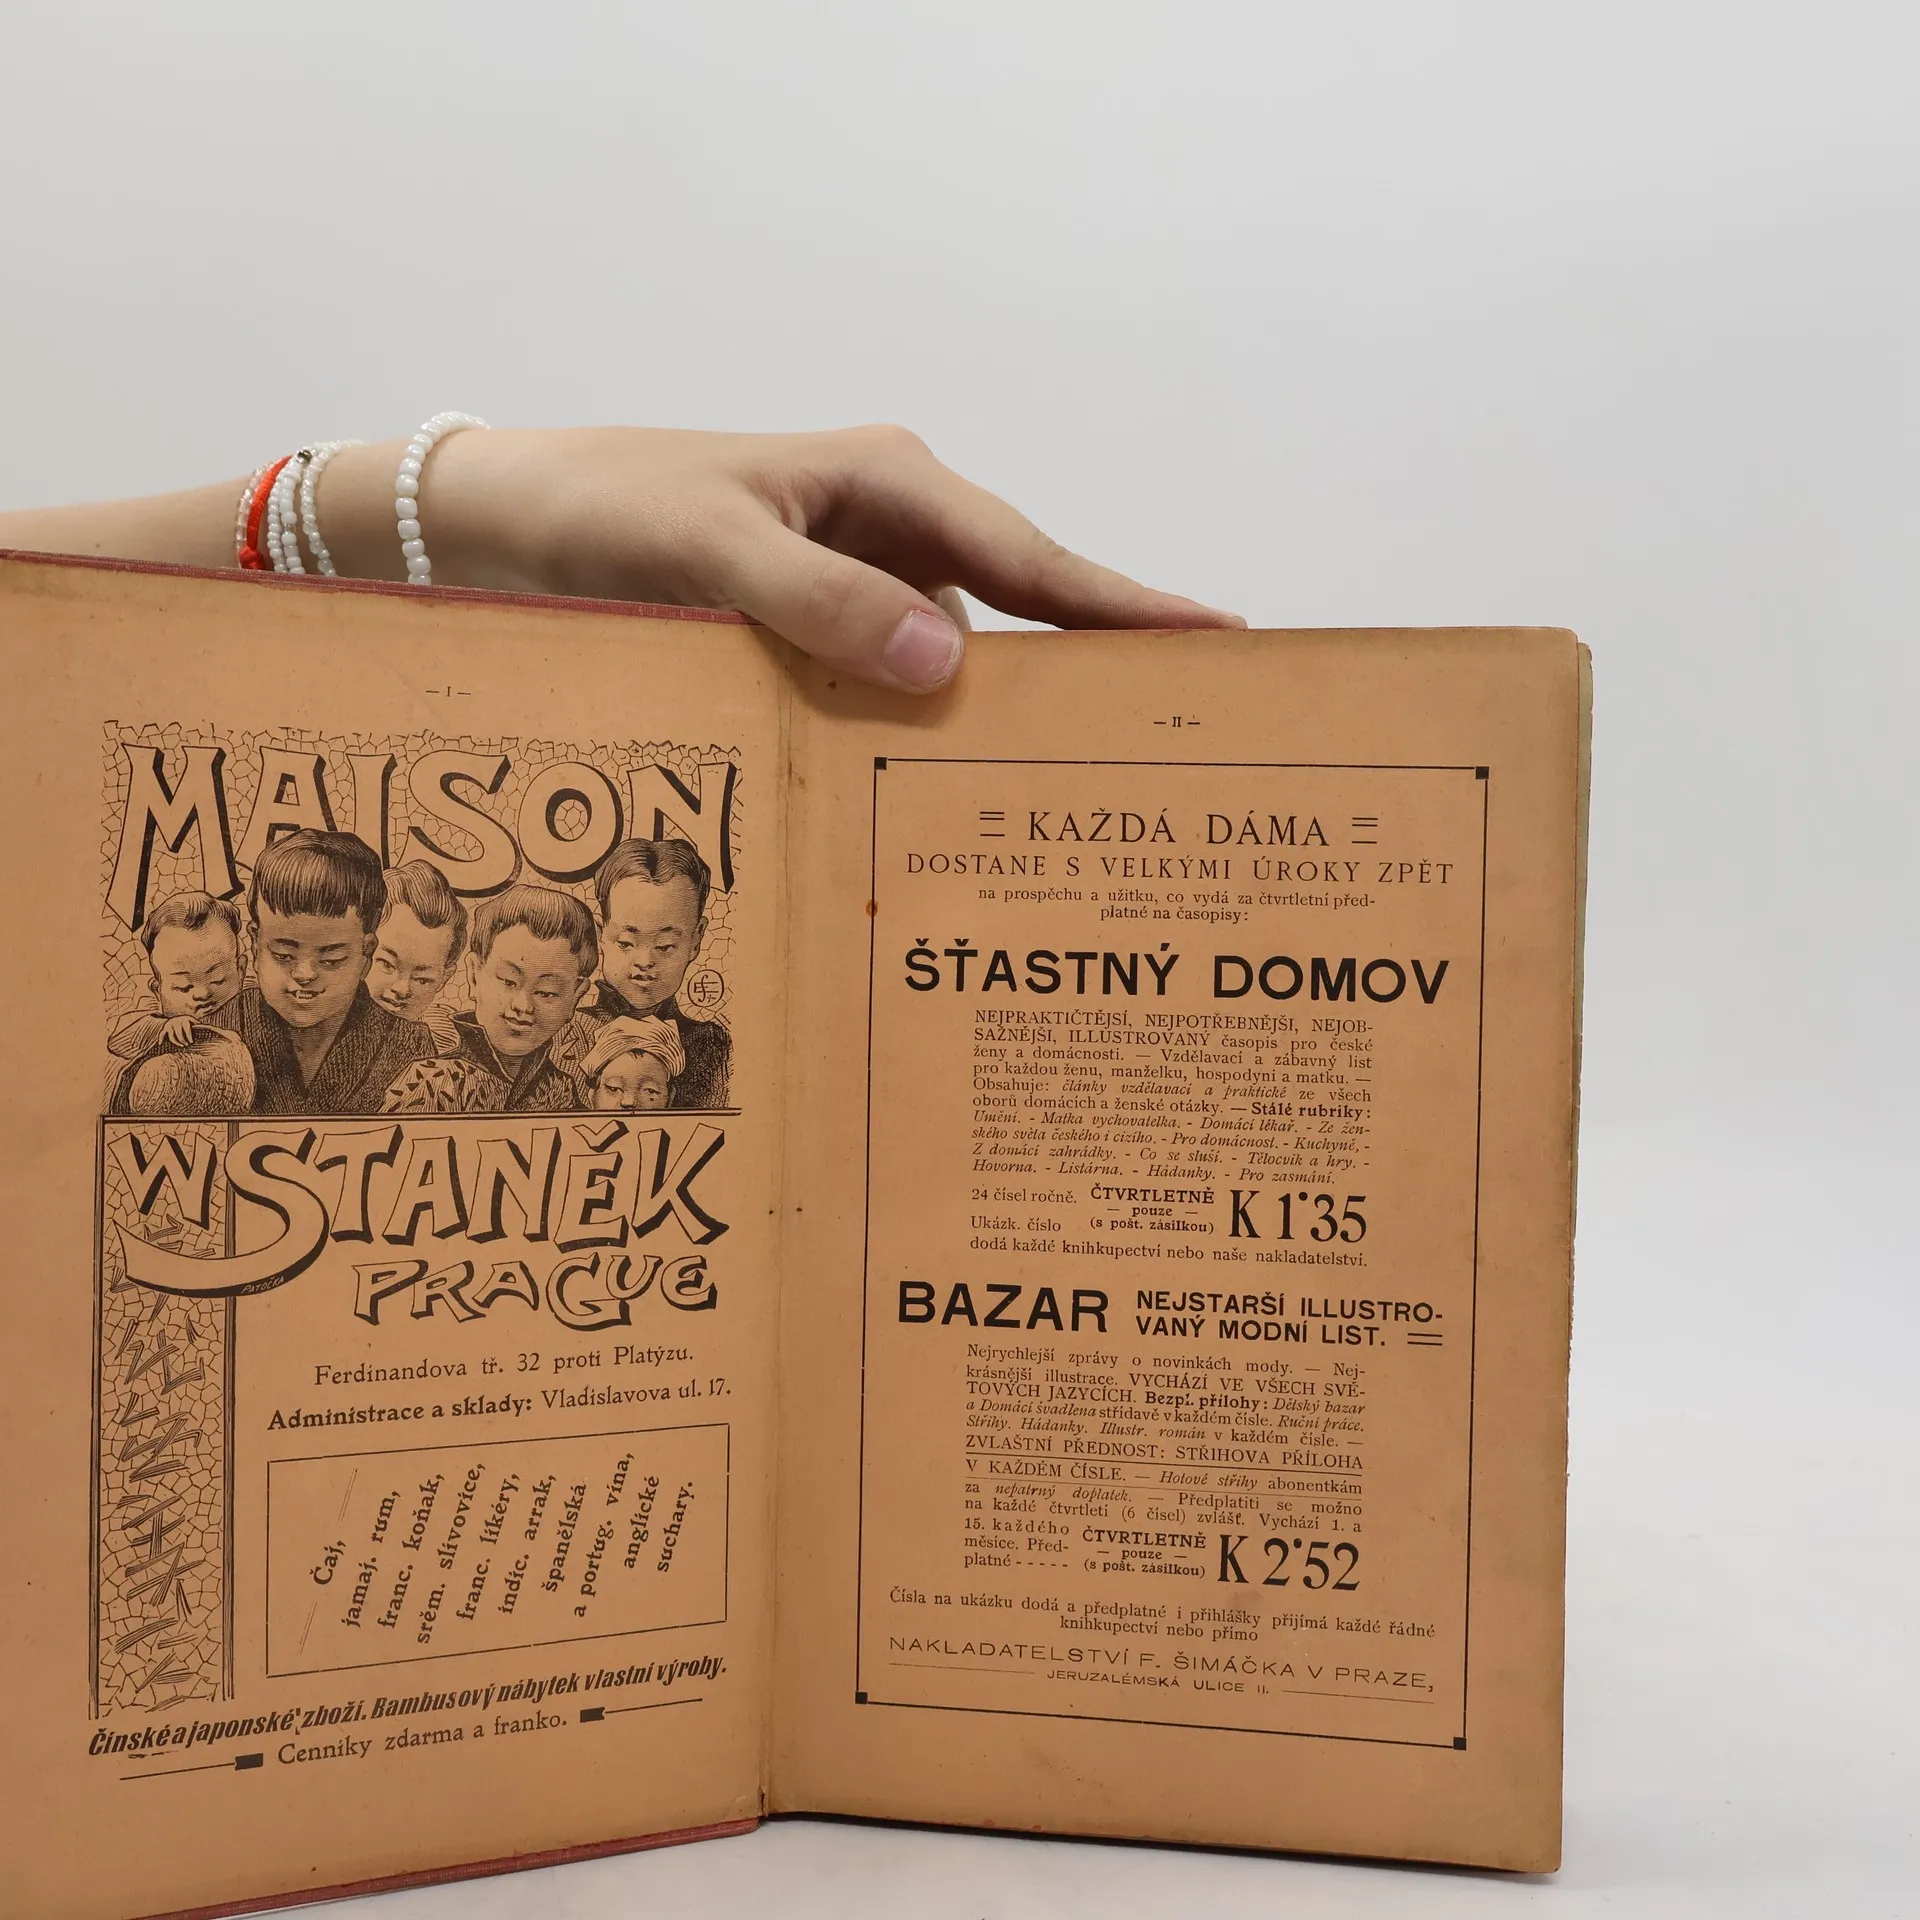 — I —
MAISON
W STANĚK
PATOČKA
PRAGUE
Ferdinandova tř. 32 proti Platýzu.
Administrace a sklady: Vladislavova ul. 17.
Čaj,
jamaj. rum,
franc. koňak,
srěm. slivovice,
franc. likéry,
indic. arrak,
španělská
a portug. vína,
anglické
suchary.
Čínské a japonské zboží. Bambusový nábytek vlastní výroby.
Cenníky zdarma a franko.
— II —
KAŽDÁ DÁMA
DOSTANE S VELKÝMI ÚROKY ZPĚT
na prospěchu a užitku, co vydá za čtvrtletní před-
platné na časopisy:
ŠŤASTNÝ DOMOV
NEJPRAKTIČTĚJSÍ, NEJPOTŘEBNĚJŠI, NEJOB-
SAŽNĚJŠI, ILLUSTROVANÝ časopis pro české
ženy a domácnosti. — Vzdělavací a zábavný list
pro každou ženu, manželku, hospodyni a matku. —
Obsahuje: články vzdělavací a praktické ze všech
oborů domácích a ženské otázky. — Stálé rubriky:
Umění. - Matka vychovatelka. - Domácí lékař. - Ze žen-
ského světa českého i cizího. - Pro domácnost. - Kuchyně, -
Z domácí zahrádky. - Co se sluší. - Tělocvik a hry. -
Hovorna. - Listárna. - Hádanky. - Pro zasmání.
24 čísel ročně. ČTVRTLETNĚ
— pouze —
Ukázk. číslo (s pošt. zásilkou) K 1·35
dodá každé knihkupectví nebo naše nakladatelství.
BAZAR NEJSTARŠÍ ILLUSTRO-
VANÝ MODNÍ LIST.
Nejrychlejší zprávy o novinkách mody. — Nej-
krásnější illustrace. VYCHÁZÍ VE VŠECH SVĚ-
TOVÝCH JAZYCÍCH. Bezpl. přílohy: Dětský bazar
a Domácí švadlena střídavě v každém čísle. Ruční práce.
Střihy. Hádanky. Illustr. román v každém čísle. —
ZVLAŠTNÍ PŘEDNOST: STŘIHOVA PŘÍLOHA
V KAŽDÉM ČÍSLE. — Hotové střihy abonentkám
za nepatrný doplatek. — Předplatiti se možno
na každé čtvrtletí (6 čísel) zvlášť. Vychází 1. a
15. každého ČTVRTLETNĚ
měsíce. Před- — pouze —
platné - - - - - (s pošt. zásilkou) K 2·52
Čísla na ukázku dodá a předplatné i přihlášky přijímá každé řádné
knihkupectví nebo přímo
NAKLADATELSTVÍ F. ŠIMÁČKA V PRAZE,
JERUZALÉMSKÁ ULICE 11.